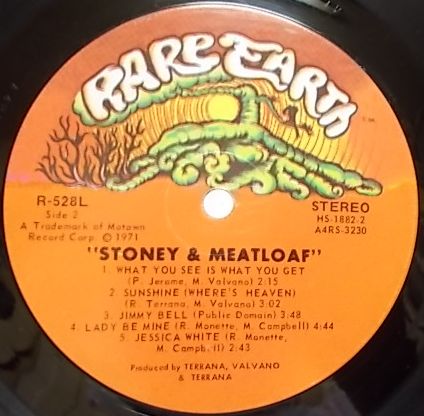 RARE EARTH
R-528L
Side 2
A Trademark of Motown
Record Corp. © 1971
STEREO
HS-1882-2
A4RS-3230
"STONEY & MEATLOAF"
1. WHAT YOU SEE IS WHAT YOU GET
(P. Jerome, M. Valvano) 2:15
2. SUNSHINE (WHERE'S HEAVEN)
(R. Terrana, M. Valvano) 3:02
3. JIMMY BELL (Public Domain) 3:48
4. LADY BE MINE (R. Monette, M. Campbell) 4:44
5. JESSICA WHITE (R. Monette,
M. Campb. (l) 2:43
Produced by TERRANA, VALVANO
& TERRANA